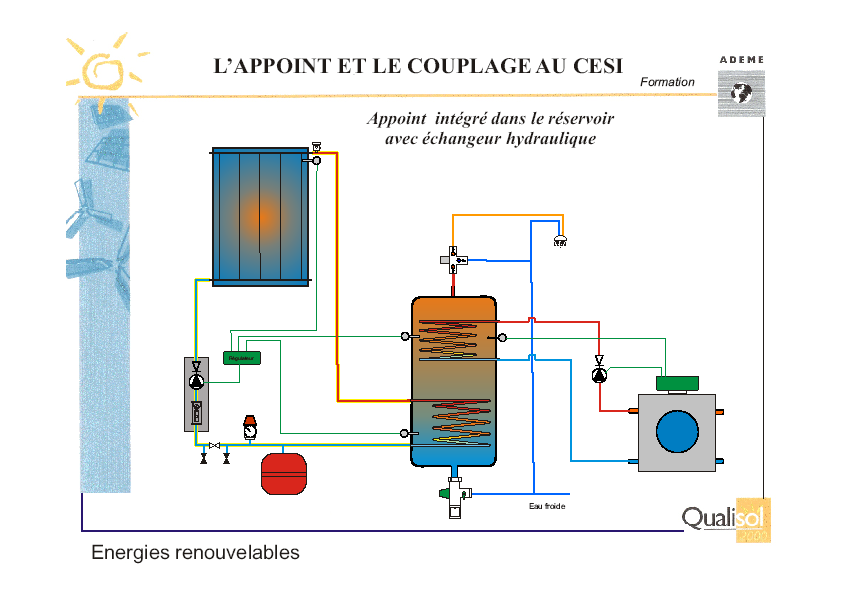 L'APPOINT ET LE COUPLAGE AU CESI
Formation
ADEME
Appoint intégré dans le réservoir
avec échangeur hydraulique
Régulateur
Eau froide
Qualisol
2000
Energies renouvelables